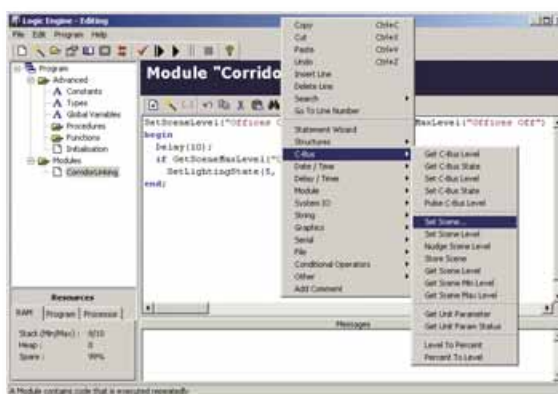 Logic Engine - Editing
File Edit Program Help
Program
Advanced
Constants
Types
Global Variables
Procedures
Functions
Initialisation
Modules
CorridorLinking
Module "Corrido
SetSceneLevel("Offices
MaxLevel("Offices Off")
begin
Delay(10);
if GetSceneMaxLevel("
SetLightingState(5,
end;
Copy Ctrl+C
Cut Ctrl+X
Paste Ctrl+V
Undo Ctrl+Z
Insert Line
Delete Line
Search
Go To Line Number
Statement Wizard
Structures
C-Bus
Date / Time
Delay / Timer
Module
System IO
String
Graphics
Serial
File
Conditional Operators
Other
Add Comment
Get C-Bus Level
Get C-Bus State
Set C-Bus Level
Set C-Bus State
Pulse C-Bus Level
Set Scene...
Set Scene Level
Nudge Scene Level
Store Scene
Get Scene Level
Get Scene Min Level
Get Scene Max Level
Get Unit Parameter
Get Unit Param Status
Level To Percent
Percent To Level
Resources
RAM Program Processor
Stack (Min/Max) : 0/10
Heap : 0
Spare : 99%
Messages
A Module contains code that is executed repeatedly